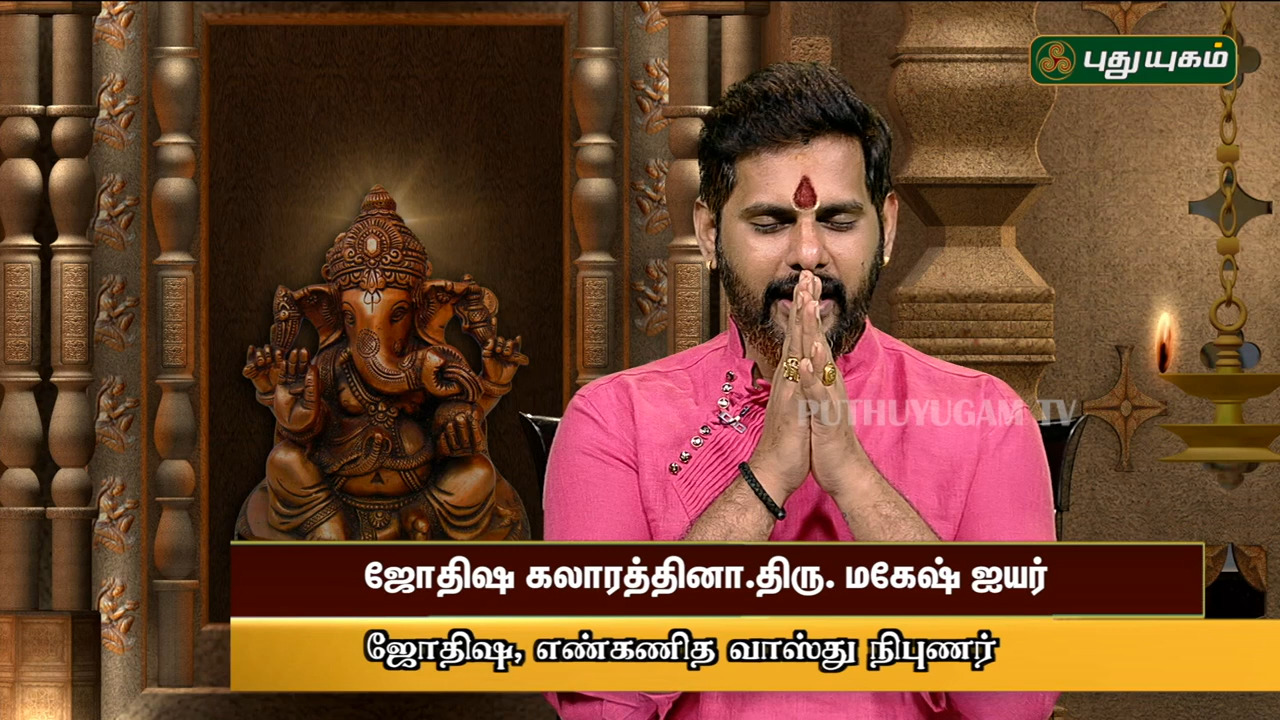 புதுயுகம்
PUTHUYUGAM TV
ஜோதிஷ கலாரத்தினா.திரு. மகேஷ் ஐயர்
ஜோதிஷ, எண்கணித வாஸ்து நிபுணர்